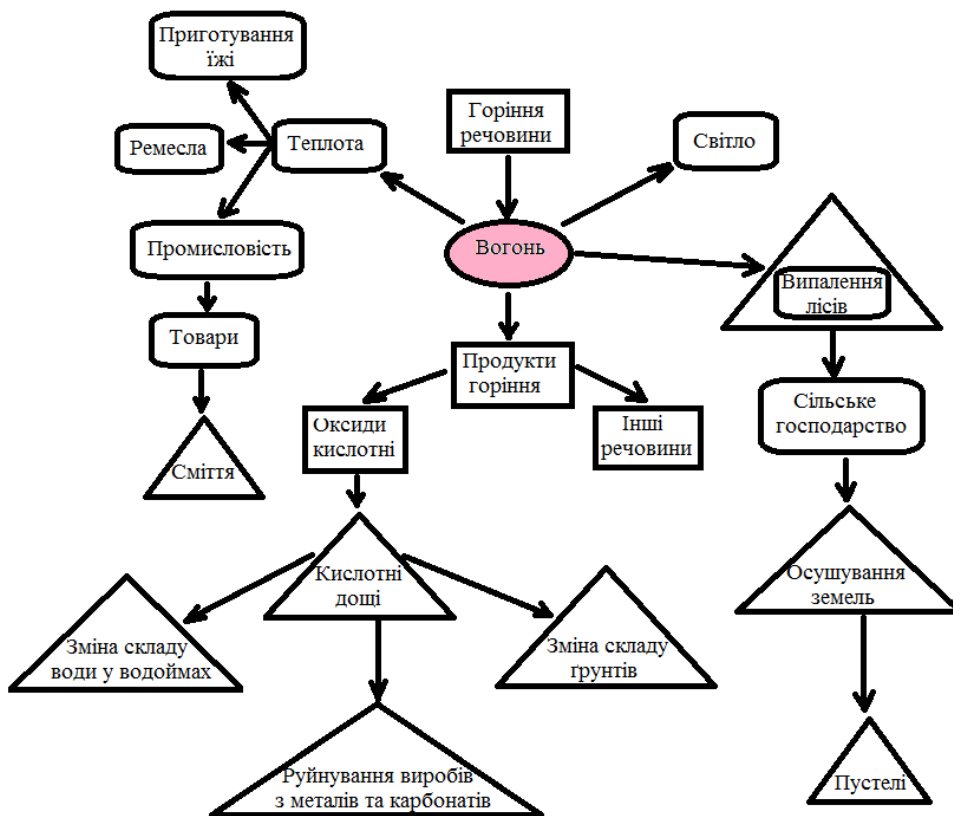 Приготування
їжі
Горіння
речовини
Ремесла
Теплота
Світло
Промисловість
Вогонь
Випалення
лісів
Товари
Продукти
горіння
Сільське
господарство
Оксиди
кислотні
Інші
речовини
Сміття
Кислотні
дощі
Осушування
земель
Зміна складу
води у водоймах
Зміна складу
ґрунтів
Руйнування виробів
з металів та карбонатів
Пустелі